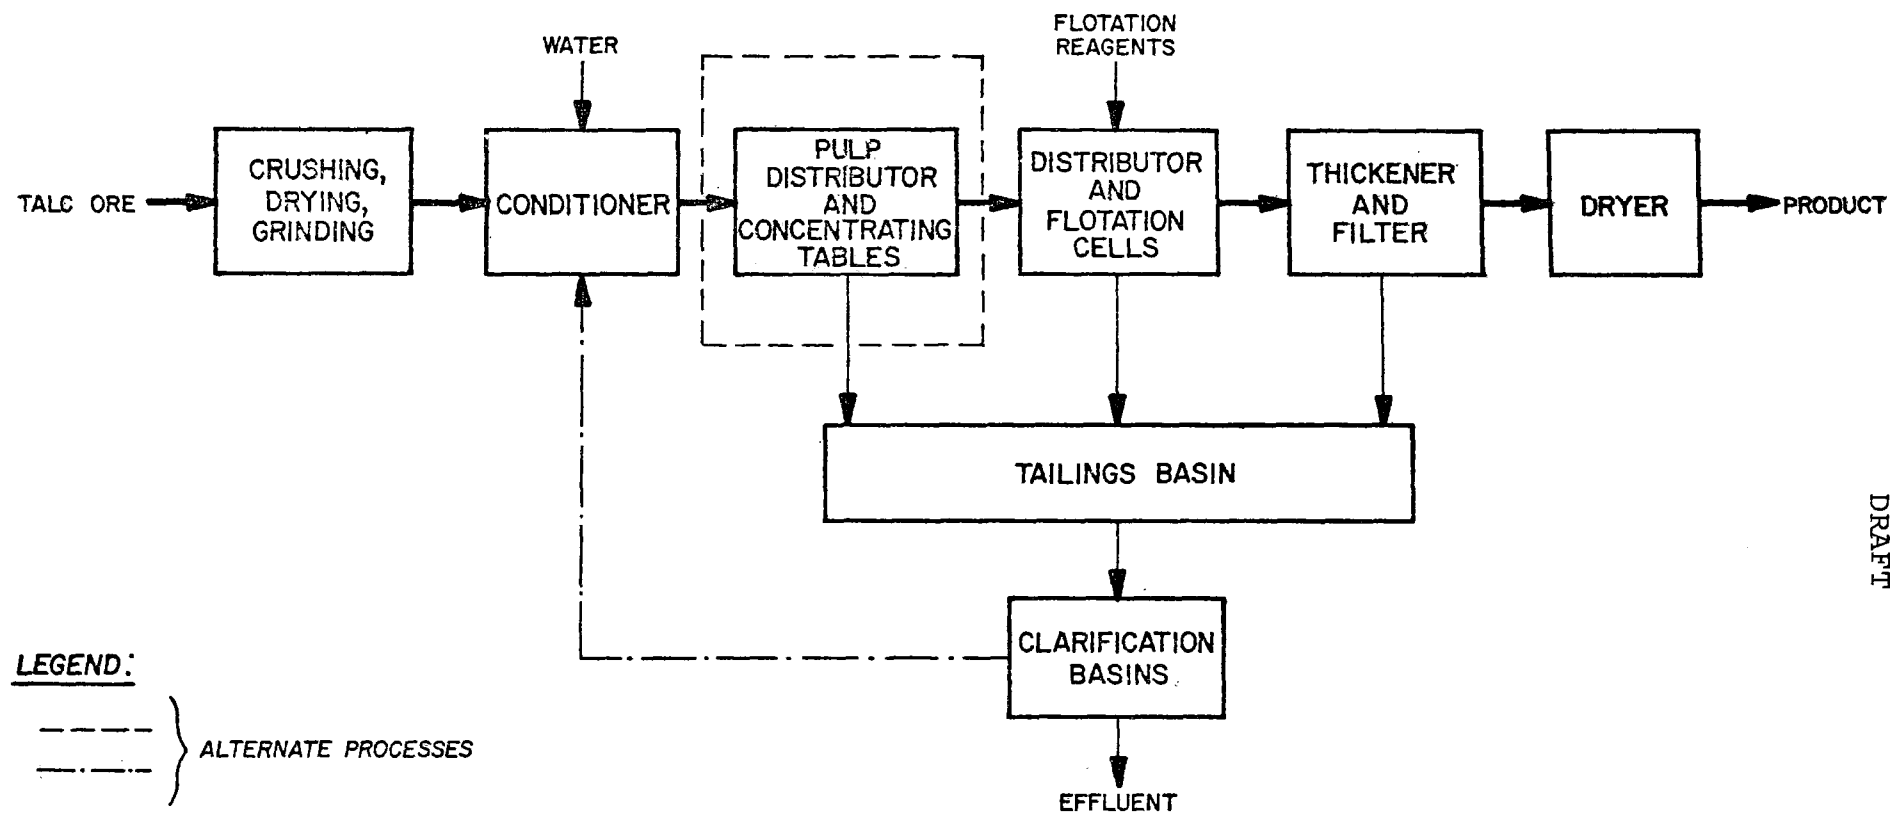 FLOTATION
REAGENTS
WATER
TALC ORE
CRUSHING,
DRYING,
GRINDING
CONDITIONER
PULP
DISTRIBUTOR
AND
CONCENTRATING
TABLES
DISTRIBUTOR
AND
FLOTATION
CELLS
THICKENER
AND
FILTER
DRYER
PRODUCT
TAILINGS BASIN
CLARIFICATION
BASINS
EFFLUENT
LEGEND:
ALTERNATE PROCESSES
DRAFT